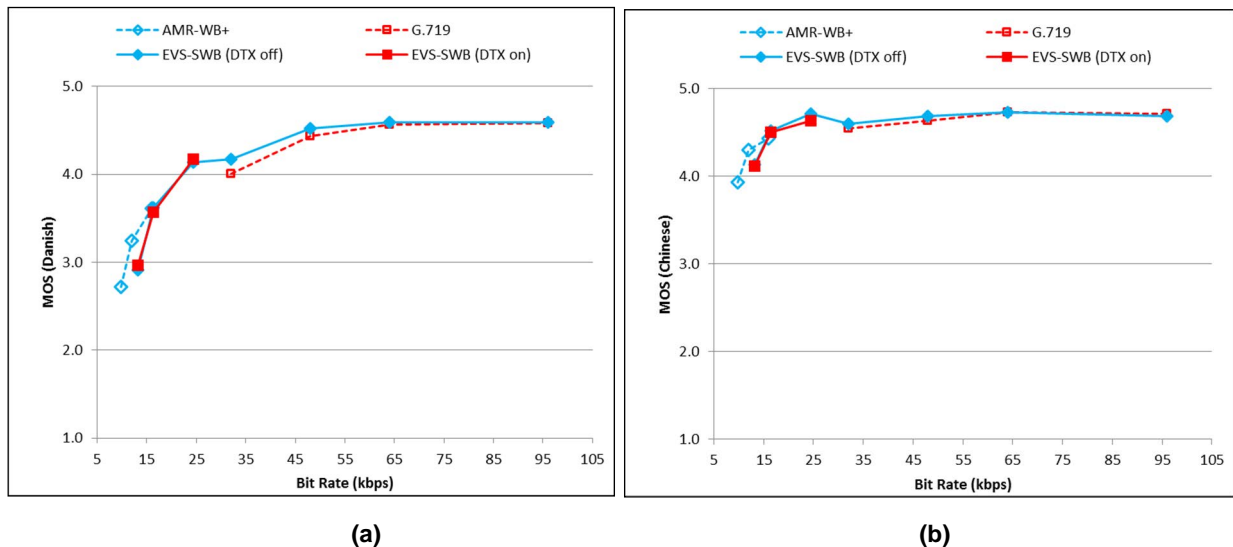 AMR-WB+
G.719
EVS-SWB (DTX off)
EVS-SWB (DTX on)
5.0
4.0
3.0
2.0
1.0
MOS (Danish)
5 15 25 35 45 55 65 75 85 95 105
Bit Rate (kbps)
(a)
AMR-WB+
G.719
EVS-SWB (DTX off)
EVS-SWB (DTX on)
5.0
4.0
3.0
2.0
1.0
MOS (Chinese)
5 15 25 35 45 55 65 75 85 95 105
Bit Rate (kbps)
(b)